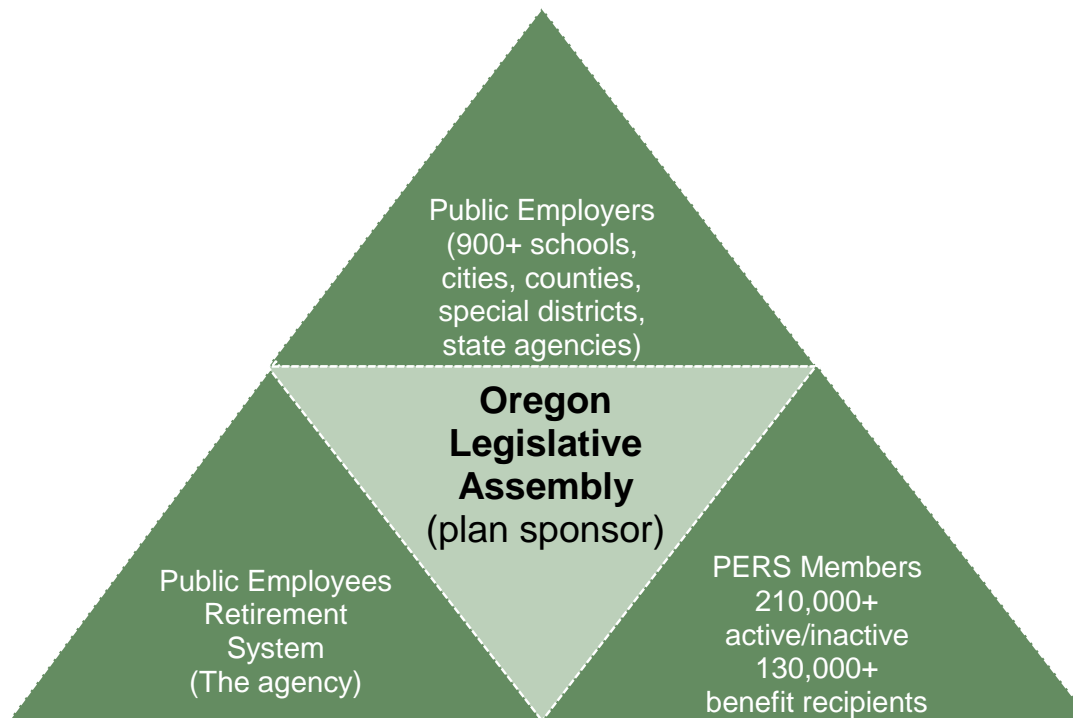 Public Employers
(900+ schools,
cities, counties,
special districts,
state agencies)
Oregon
Legislative
Assembly
(plan sponsor)
Public Employees
Retirement
System
(The agency)
PERS Members
210,000+
active/inactive
130,000+
benefit recipients